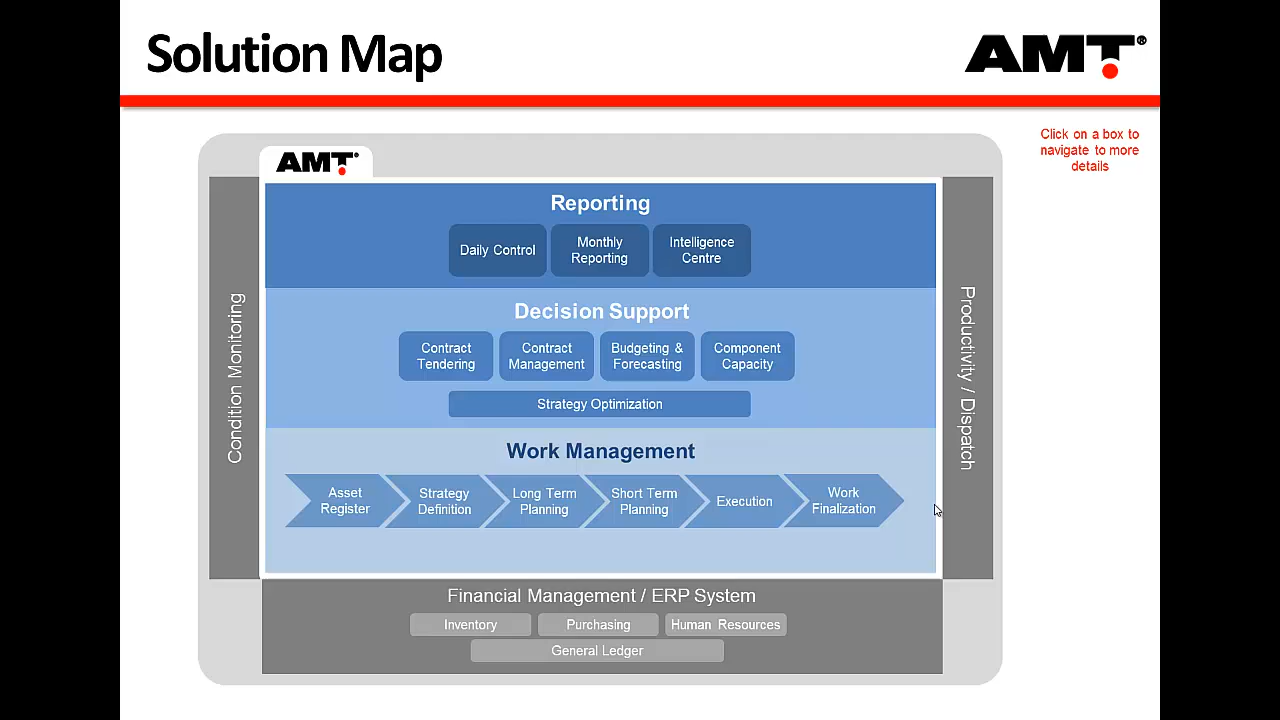 Solution Map
AMT®
Click on a box to
navigate to more
details
AMT®
Condition Monitoring
Reporting
Daily Control
Monthly
Reporting
Intelligence
Centre
Decision Support
Contract
Tendering
Contract
Management
Budgeting &
Forecasting
Component
Capacity
Strategy Optimization
Work Management
Asset
Register
Strategy
Definition
Long Term
Planning
Short Term
Planning
Execution
Work
Finalization
Productivity / Dispatch
Financial Management / ERP System
Inventory
Purchasing
Human Resources
General Ledger